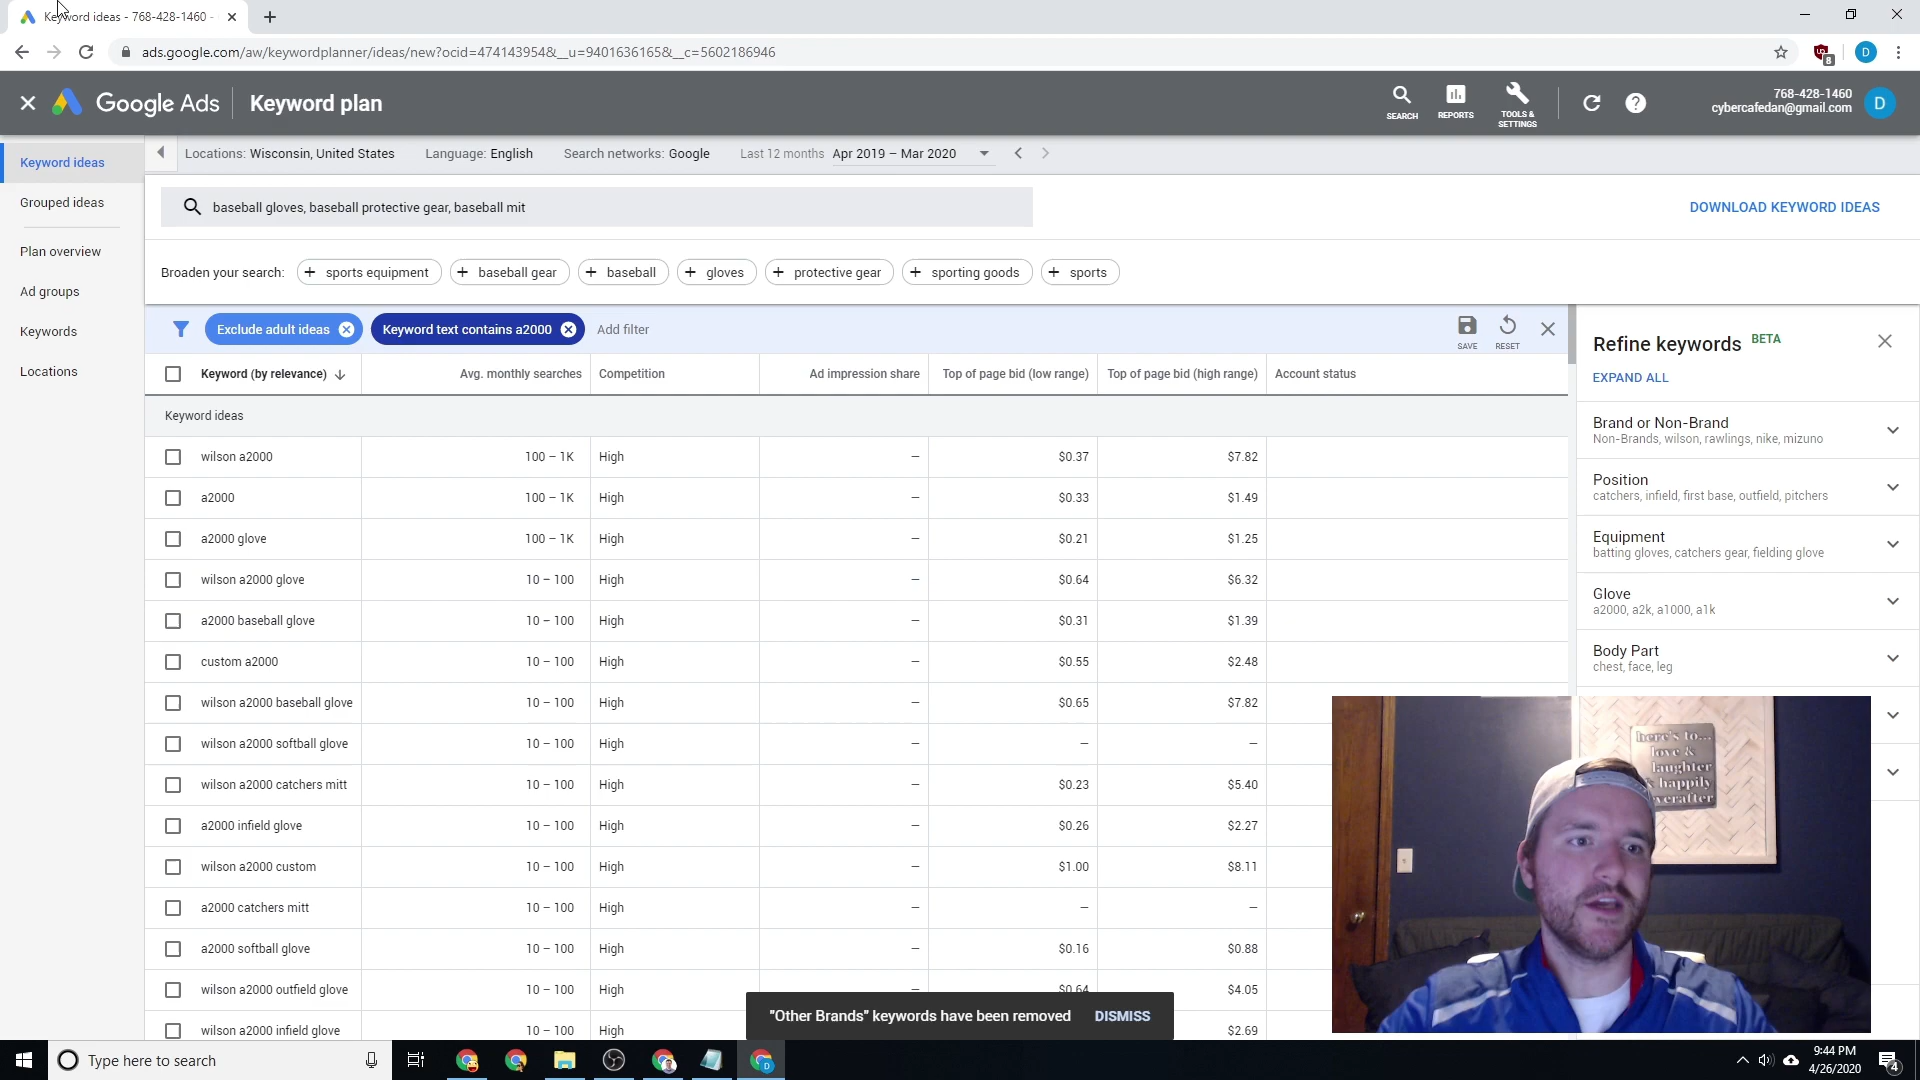 Keyword ideas - 768-428-1460 -
ads.google.com/aw/keywordplanner/ideas/new?ocid=474143954&__u=9401636165&__c=5602186946
8
D
Google Ads
Keyword plan
SEARCH
REPORTS
TOOLS &
SETTINGS
768-428-1460
cybercafedan@gmail.com
D
Keyword ideas
Grouped ideas
Plan overview
Ad groups
Keywords
Locations
Locations: Wisconsin, United States
Language: English
Search networks: Google
Last 12 months Apr 2019 – Mar 2020
baseball gloves, baseball protective gear, baseball mit
DOWNLOAD KEYWORD IDEAS
Broaden your search:
+ sports equipment
+ baseball gear
+ baseball
+ gloves
+ protective gear
+ sporting goods
+ sports
Exclude adult ideas
Keyword text contains a2000
Add filter
SAVE
RESET
Keyword (by relevance) Avg. monthly searches Competition Ad impression share Top of page bid (low range) Top of page bid (high range) Account status
Keyword ideas
wilson a2000 100 – 1K High – $0.37 $7.82
a2000 100 – 1K High – $0.33 $1.49
a2000 glove 100 – 1K High – $0.21 $1.25
wilson a2000 glove 10 – 100 High – $0.64 $6.32
a2000 baseball glove 10 – 100 High – $0.31 $1.39
custom a2000 10 – 100 High – $0.55 $2.48
wilson a2000 baseball glove 10 – 100 High – $0.65 $7.82
wilson a2000 softball glove 10 – 100 High – – –
wilson a2000 catchers mitt 10 – 100 High – $0.23 $5.40
a2000 infield glove 10 – 100 High – $0.26 $2.27
wilson a2000 custom 10 – 100 High – $1.00 $8.11
a2000 catchers mitt 10 – 100 High – – –
a2000 softball glove 10 – 100 High – $0.16 $0.88
wilson a2000 outfield glove 10 – 100 High – $0.64 $4.05
wilson a2000 infield glove 10 – 100 High $2.69
Refine keywords BETA
EXPAND ALL
Brand or Non-Brand
Non-Brands, wilson, rawlings, nike, mizuno
Position
catchers, infield, first base, outfield, pitchers
Equipment
batting gloves, catchers gear, fielding glove
Glove
a2000, a2k, a1000, a1k
Body Part
chest, face, leg
here's to...
love &
laughter
happily
everafter
"Other Brands" keywords have been removed DISMISS
Type here to search
D
9:44 PM
4/26/2020
4